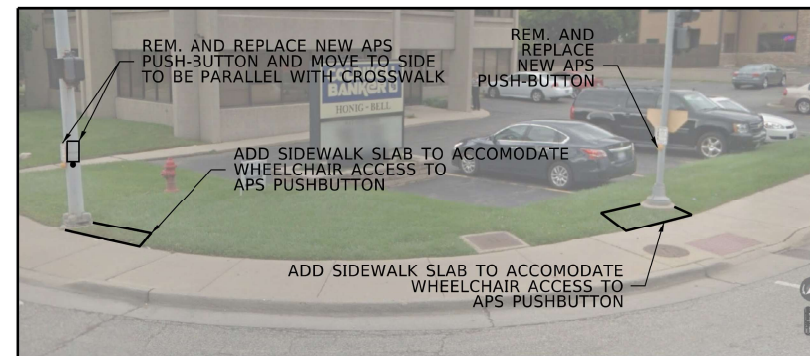 REM. AND REPLACE NEW APS
PUSH-BUTTON AND MOVE TO SIDE
TO BE PARALLEL WITH CROSSWALK
REM. AND
REPLACE
NEW APS
PUSH-BUTTON
BANKER
HONIG-BELL
ADD SIDEWALK SLAB TO ACCOMODATE
WHEELCHAIR ACCESS TO
APS PUSHBUTTON
ADD SIDEWALK SLAB TO ACCOMODATE
WHEELCHAIR ACCESS TO
APS PUSHBUTTON